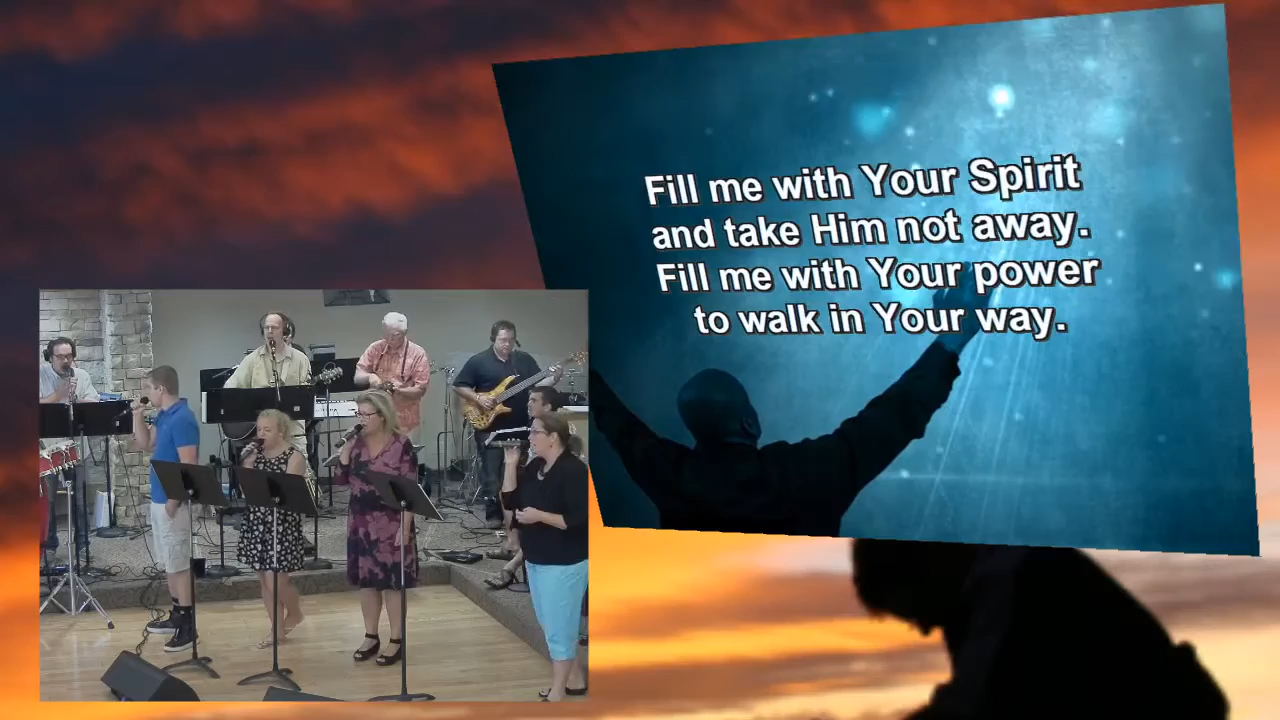 Fill me with Your Spirit
and take Him not away.
Fill me with Your power
to walk in Your way.